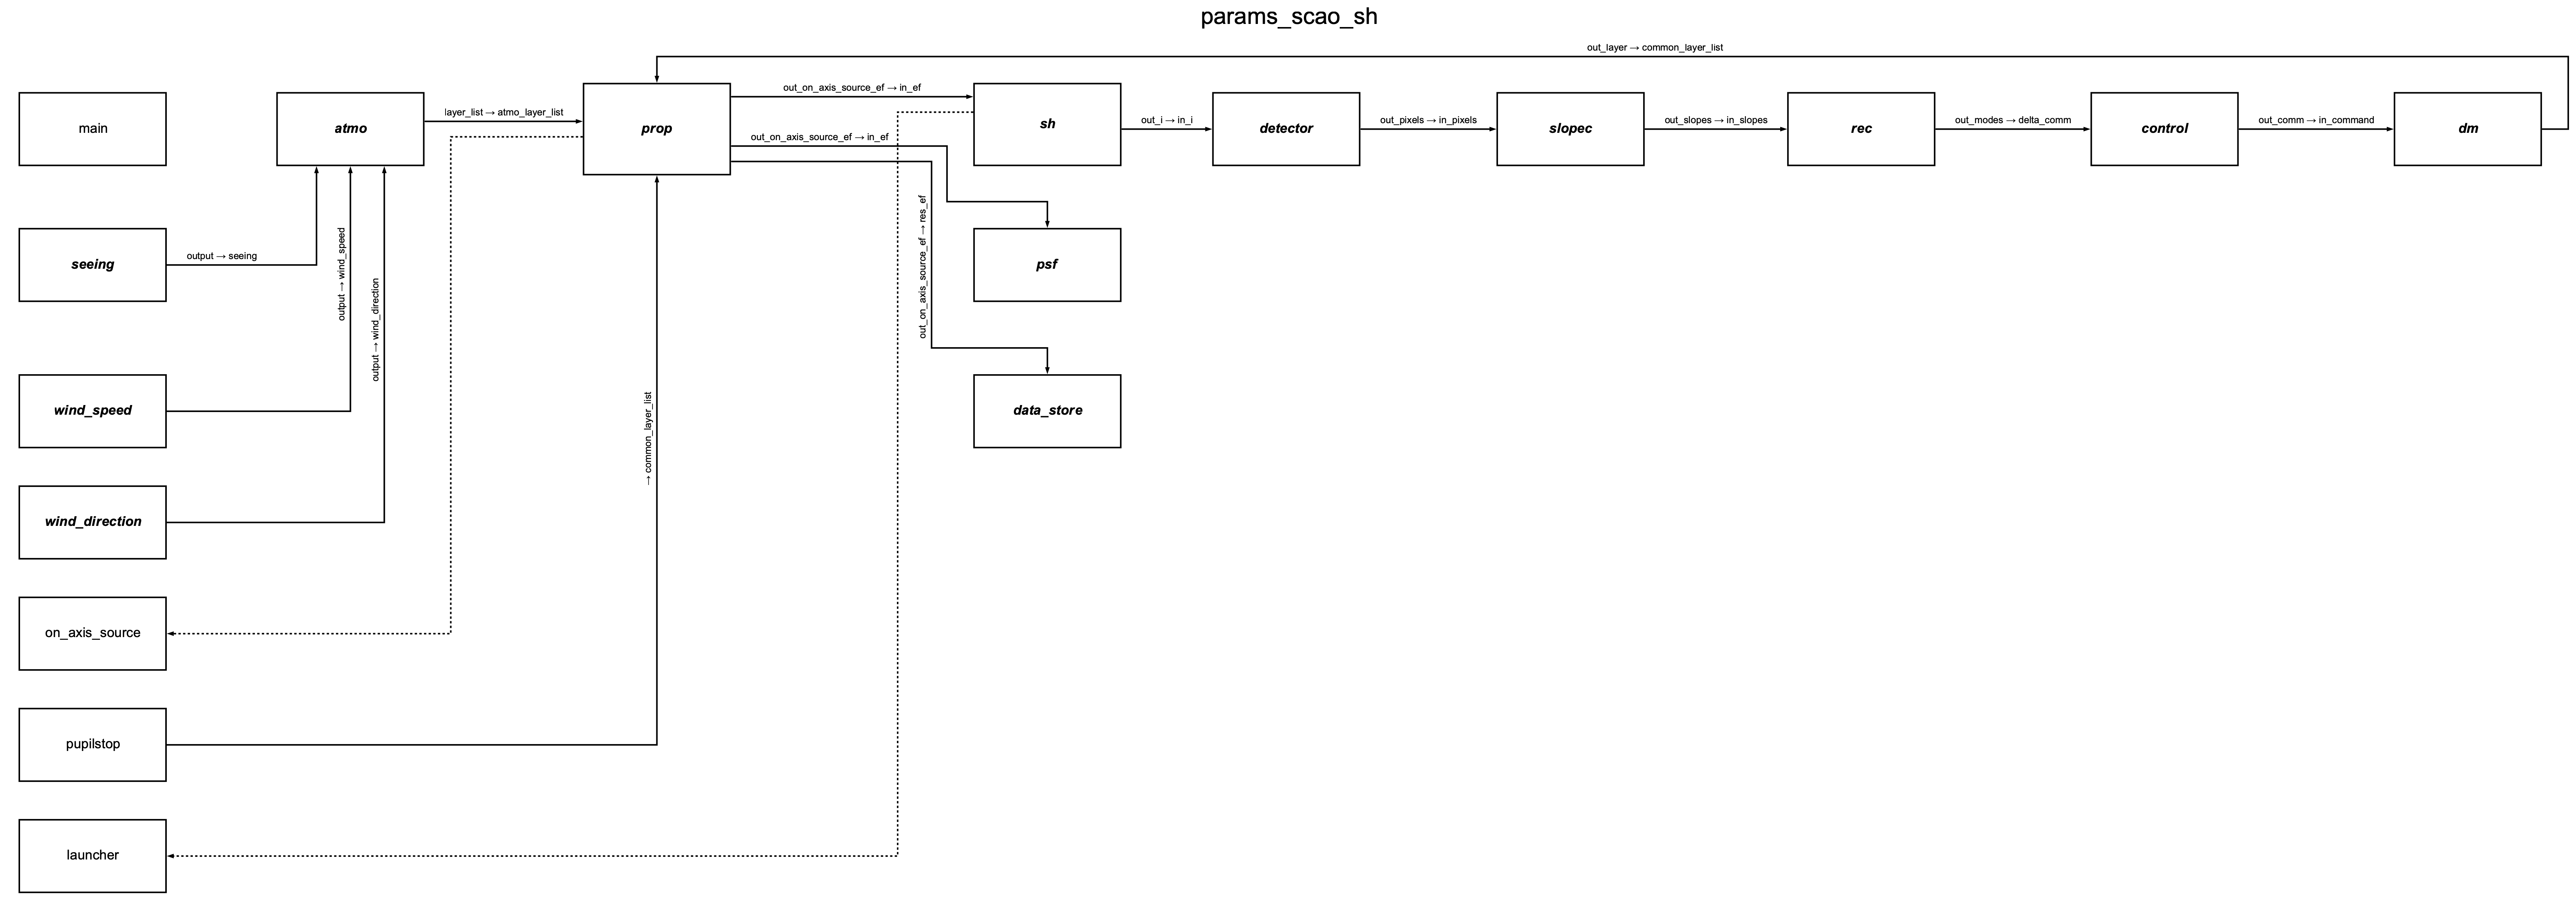 params_scao_sh
out_layer → common_layer_list
main
atmo
layer_list → atmo_layer_list
prop
out_on_axis_source_ef → in_ef
out_on_axis_source_ef → in_ef
sh
out_i → in_i
detector
out_pixels → in_pixels
slopec
out_slopes → in_slopes
rec
out_modes → delta_comm
control
out_comm → in_command
dm
seeing
output → seeing
output → wind_speed
output → wind_direction
out_on_axis_source_ef → res_ef
psf
wind_speed
data_store
→ common_layer_list
wind_direction
on_axis_source
pupilstop
launcher